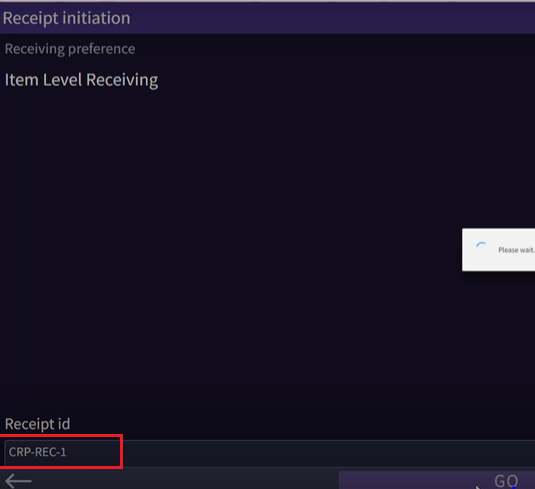 Receipt initiation
Receiving preference
Item Level Receiving
Please wait.
Receipt id
CRP-REC-1
GO